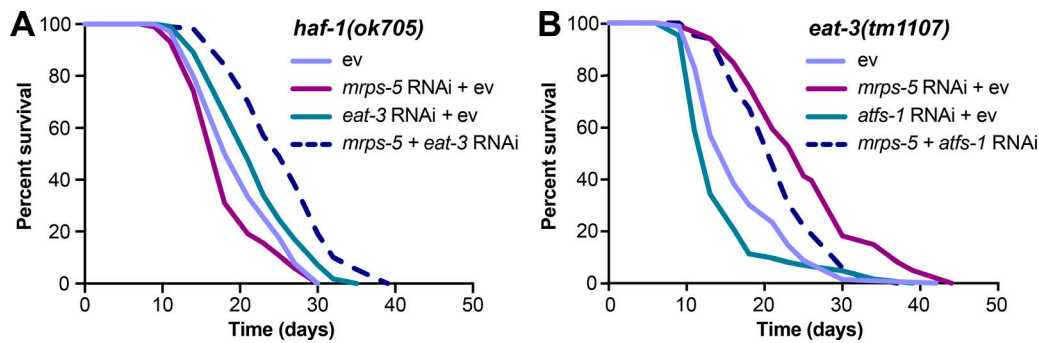 A
haf-1(ok705)
ev
mrps-5 RNAi + ev
eat-3 RNAi + ev
mrps-5 + eat-3 RNAi
Percent survival
100
80
60
40
20
0
0 10 20 30 40 50
Time (days)
B
eat-3(tm1107)
ev
mrps-5 RNAi + ev
atfs-1 RNAi + ev
mrps-5 + atfs-1 RNAi
Percent survival
100
80
60
40
20
0
0 10 20 30 40 50
Time (days)